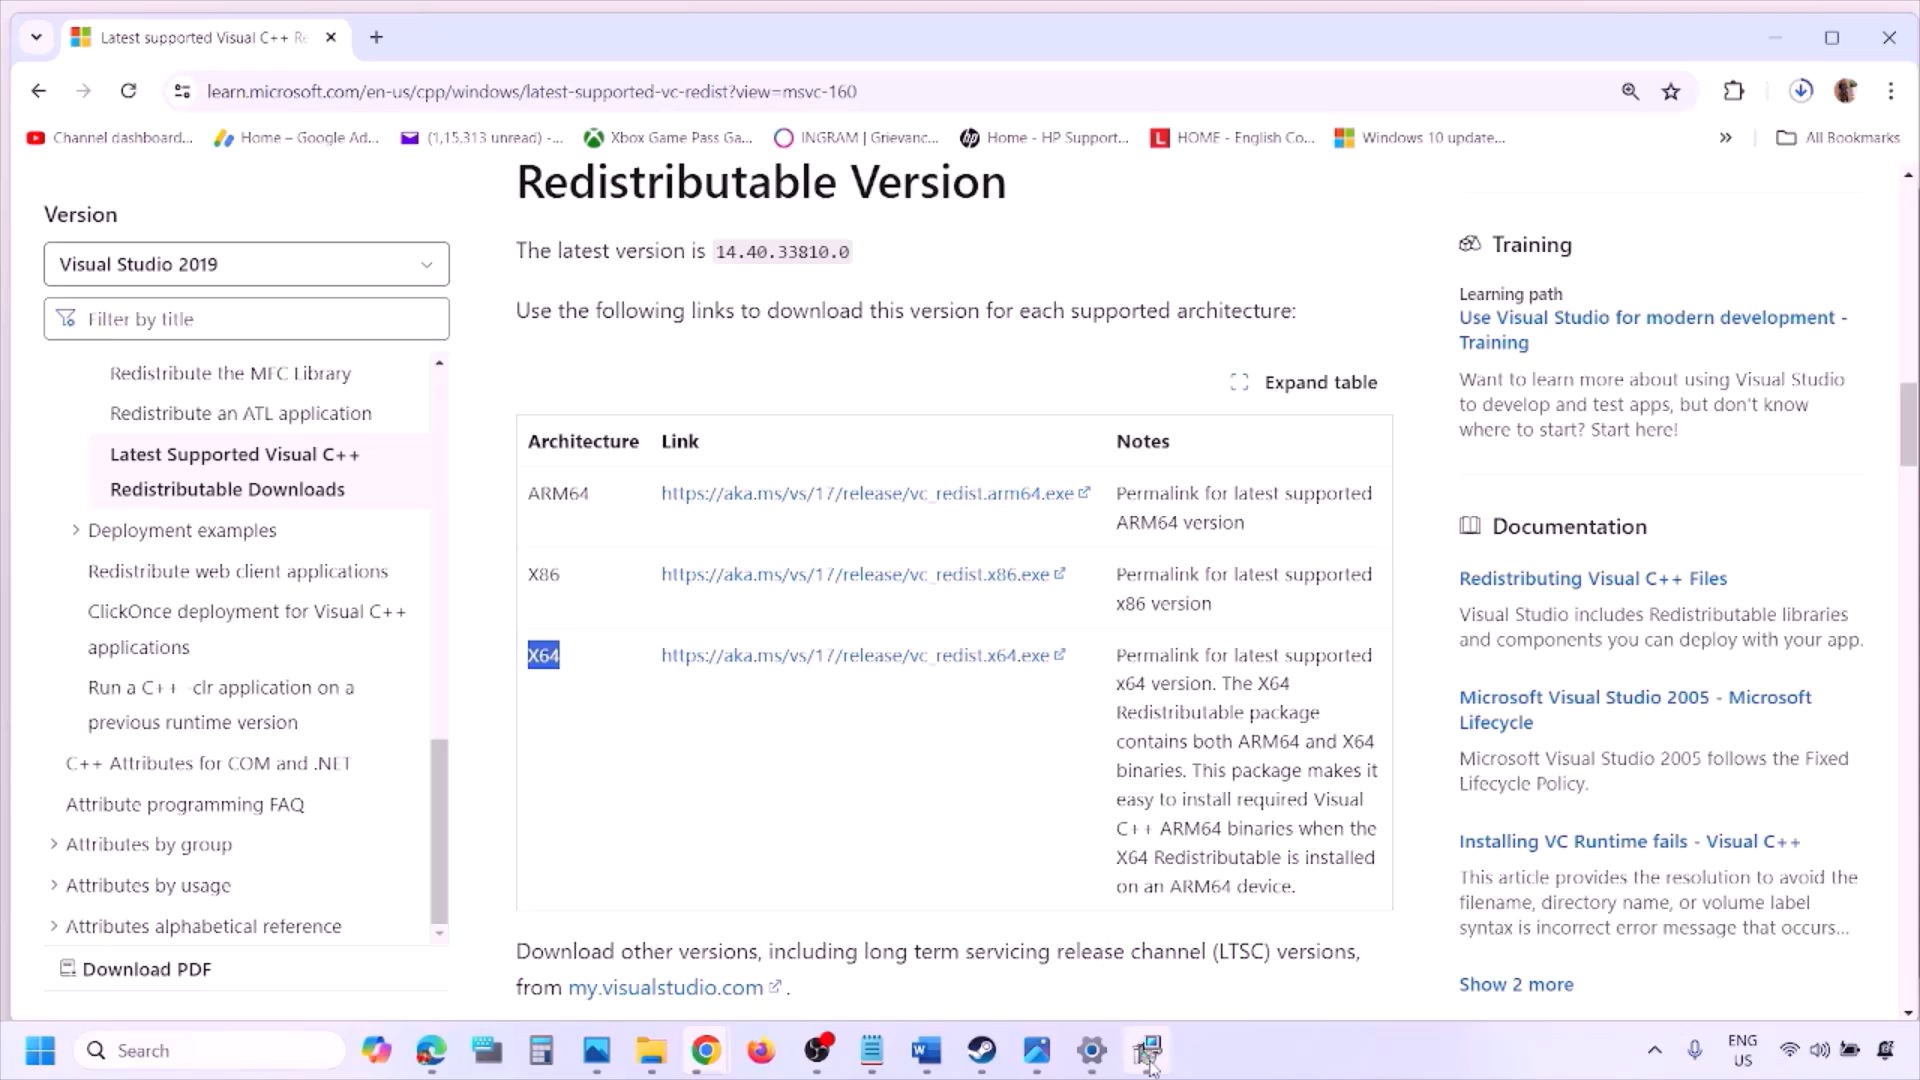 Latest supported Visual C++ Re
learn.microsoft.com/en-us/cpp/windows/latest-supported-vc-redist?view=msvc-160
Channel dashboard...
Home – Google Ad...
(1,15,313 unread) -...
Xbox Game Pass Ga...
INGRAM | Grievanc...
Home - HP Support...
HOME - English Co...
Windows 10 update...
All Bookmarks
Version
Visual Studio 2019
Filter by title
Redistribute the MFC Library
Redistribute an ATL application
Latest Supported Visual C++
Redistributable Downloads
Deployment examples
Redistribute web client applications
ClickOnce deployment for Visual C++
applications
Run a C++ -clr application on a
previous runtime version
C++ Attributes for COM and .NET
Attribute programming FAQ
Attributes by group
Attributes by usage
Attributes alphabetical reference
Download PDF
Redistributable Version
The latest version is 14.40.33810.0
Use the following links to download this version for each supported architecture:
Expand table
Architecture Link Notes
ARM64 https://aka.ms/vs/17/release/vc_redist.arm64.exe Permalink for latest supported
ARM64 version
X86 https://aka.ms/vs/17/release/vc_redist.x86.exe Permalink for latest supported
x86 version
X64 https://aka.ms/vs/17/release/vc_redist.x64.exe Permalink for latest supported
x64 version. The X64
Redistributable package
contains both ARM64 and X64
binaries. This package makes it
easy to install required Visual
C++ ARM64 binaries when the
X64 Redistributable is installed
on an ARM64 device.
Download other versions, including long term servicing release channel (LTSC) versions,
from my.visualstudio.com .
Training
Learning path
Use Visual Studio for modern development -
Training
Want to learn more about using Visual Studio
to develop and test apps, but don't know
where to start? Start here!
Documentation
Redistributing Visual C++ Files
Visual Studio includes Redistributable libraries
and components you can deploy with your app.
Microsoft Visual Studio 2005 - Microsoft
Lifecycle
Microsoft Visual Studio 2005 follows the Fixed
Lifecycle Policy.
Installing VC Runtime fails - Visual C++
This article provides the resolution to avoid the
filename, directory name, or volume label
syntax is incorrect error message that occurs...
Show 2 more
Search
ENG
US